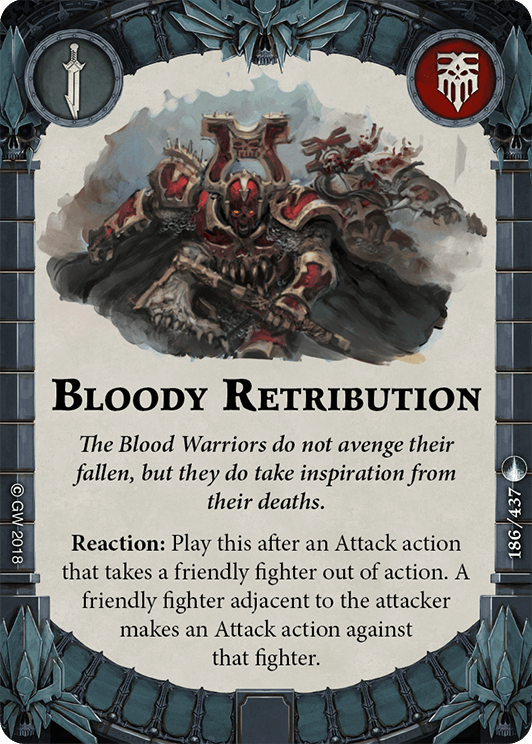 Bloody Retribution
The Blood Warriors do not avenge their
fallen, but they do take inspiration from
their deaths.
Reaction: Play this after an Attack action
that takes a friendly fighter out of action. A
friendly fighter adjacent to the attacker
makes an Attack action against
that fighter.
© GW 2018
186/437